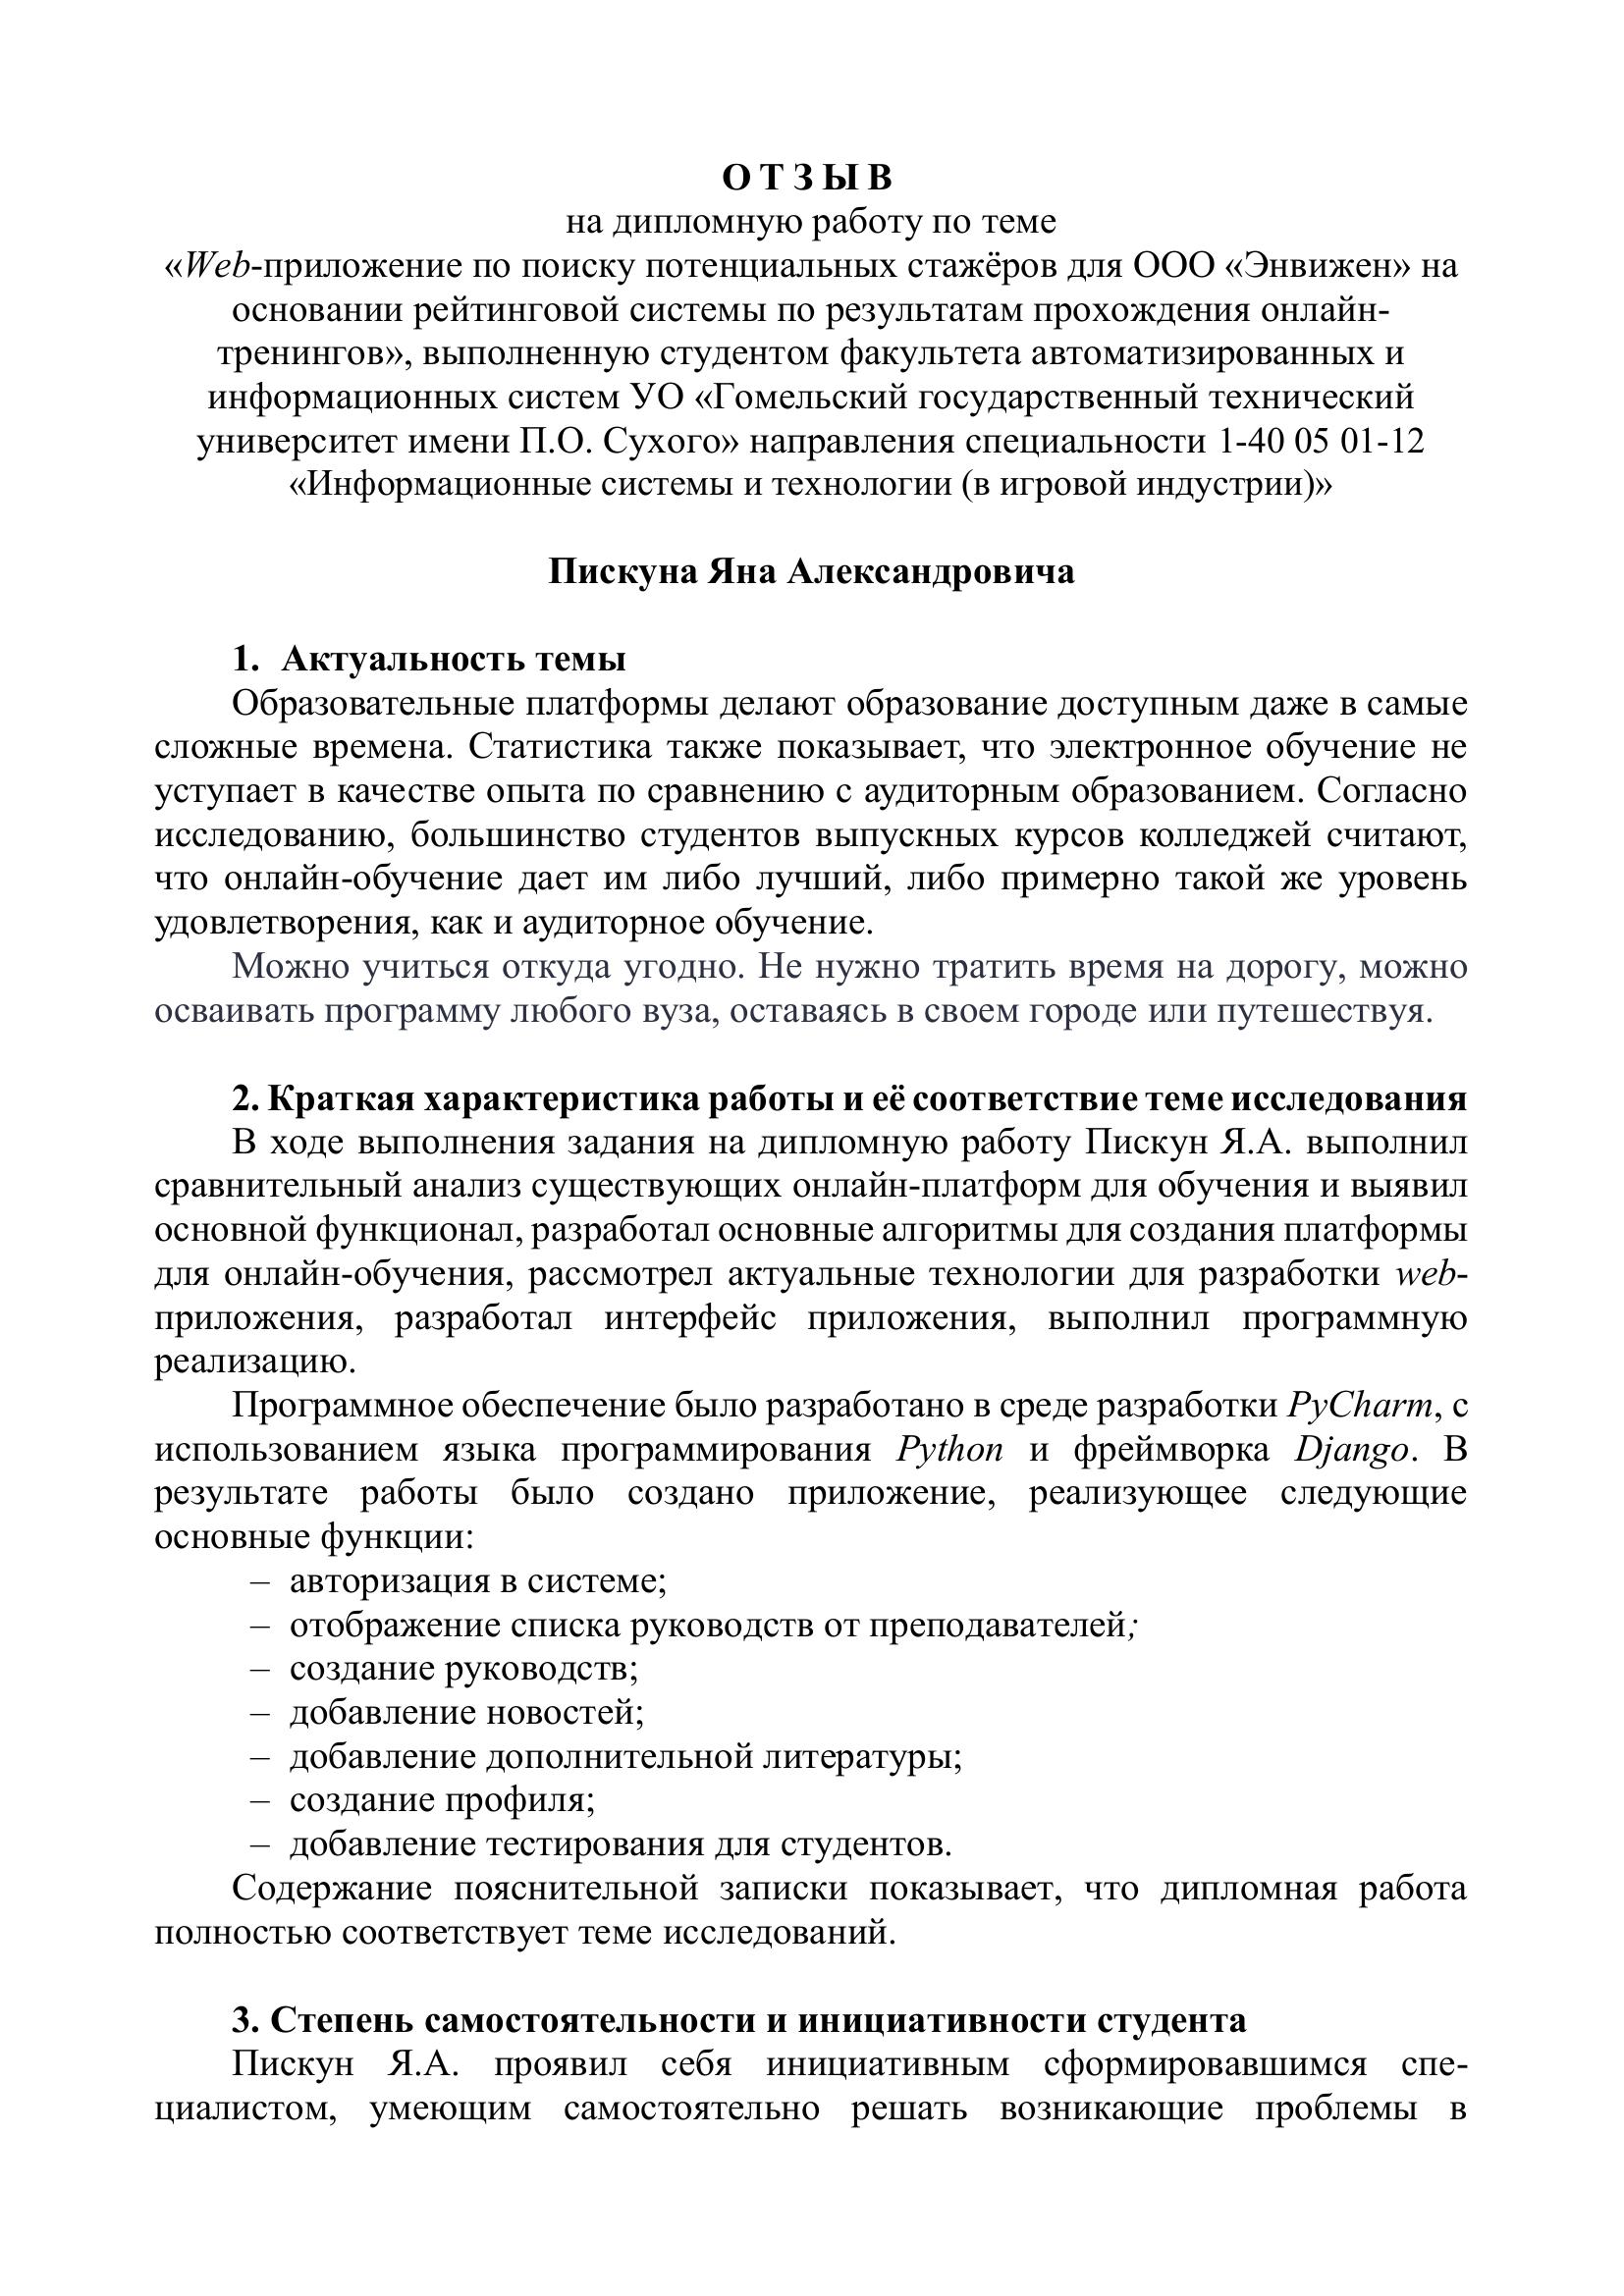 О Т З Ы В
на дипломную работу по теме
«Web-приложение по поиску потенциальных стажёров для ООО «Энвижен» на
основании рейтинговой системы по результатам прохождения онлайн-
тренингов», выполненную студентом факультета автоматизированных и
информационных систем УО «Гомельский государственный технический
университет имени П.О. Сухого» направления специальности 1-40 05 01-12
«Информационные системы и технологии (в игровой индустрии)»
Пискуна Яна Александровича
1. Актуальность темы
Образовательные платформы делают образование доступным даже в самые
сложные времена. Статистика также показывает, что электронное обучение не
уступает в качестве опыта по сравнению с аудиторным образованием. Согласно
исследованию, большинство студентов выпускных курсов колледжей считают,
что онлайн-обучение дает им либо лучший, либо примерно такой же уровень
удовлетворения, как и аудиторное обучение.
Можно учиться откуда угодно. Не нужно тратить время на дорогу, можно
осваивать программу любого вуза, оставаясь в своем городе или путешествуя.
2. Краткая характеристика работы и её соответствие теме исследования
В ходе выполнения задания на дипломную работу Пискун Я.А. выполнил
сравнительный анализ существующих онлайн-платформ для обучения и выявил
основной функционал, разработал основные алгоритмы для создания платформы
для онлайн-обучения, рассмотрел актуальные технологии для разработки web-
приложения, разработал интерфейс приложения, выполнил программную
реализацию.
Программное обеспечение было разработано в среде разработки PyCharm, с
использованием языка программирования Python и фреймворка Django. В
результате работы было создано приложение, реализующее следующие
основные функции:
– авторизация в системе;
– отображение списка руководств от преподавателей;
– создание руководств;
– добавление новостей;
– добавление дополнительной литературы;
– создание профиля;
– добавление тестирования для студентов.
Содержание пояснительной записки показывает, что дипломная работа
полностью соответствует теме исследований.
3. Степень самостоятельности и инициативности студента
Пискун Я.А. проявил себя инициативным сформировавшимся спе-
циалистом, умеющим самостоятельно решать возникающие проблемы в